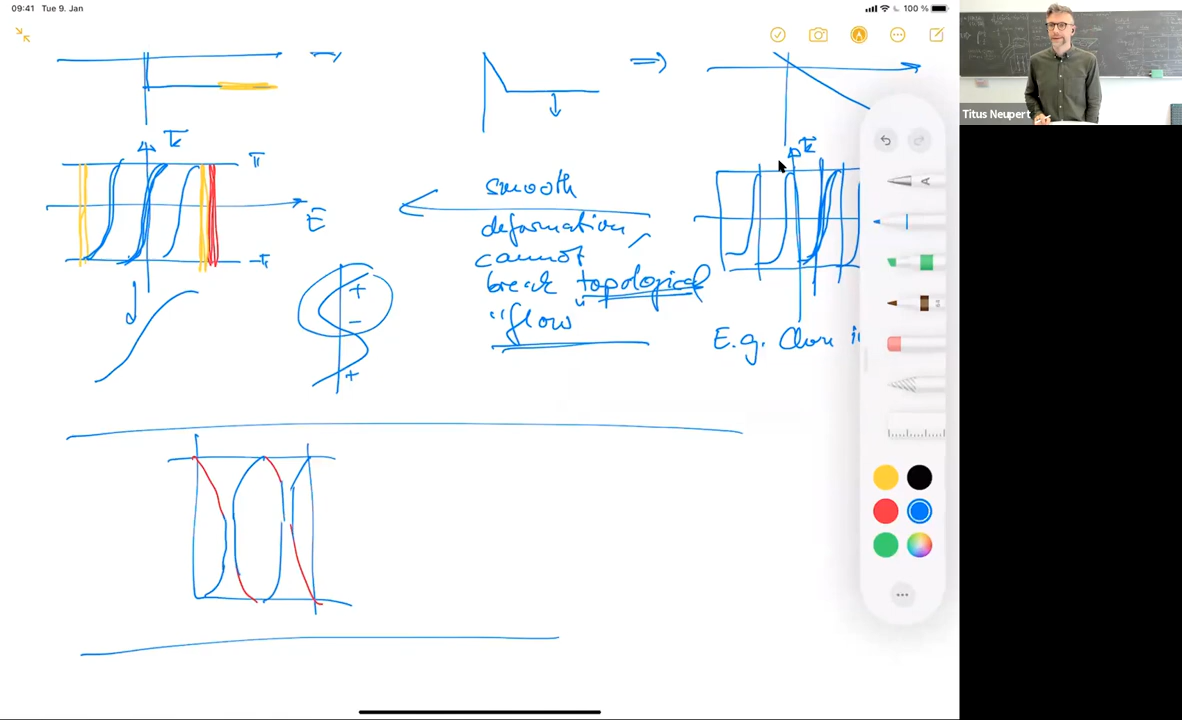 09:41 Tue 9. Jan
100 %
Titus Neupert
A
k
π
E
-π
+
-
+
smooth
deformation,
cannot
break topological
"flow"
k
E.g. Chern i